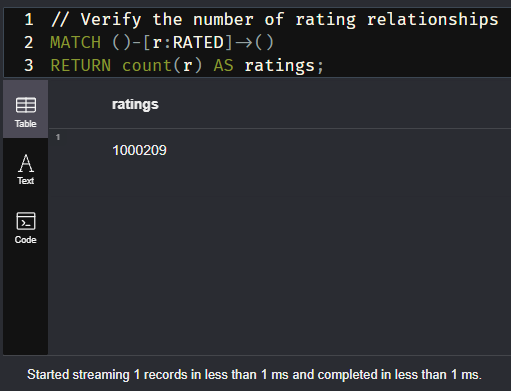 1 // Verify the number of rating relationships
2 MATCH ()-[r:RATED]->()
3 RETURN count(r) AS ratings;
Table
ratings
1
1000209
A
Text
Code
Started streaming 1 records in less than 1 ms and completed in less than 1 ms.